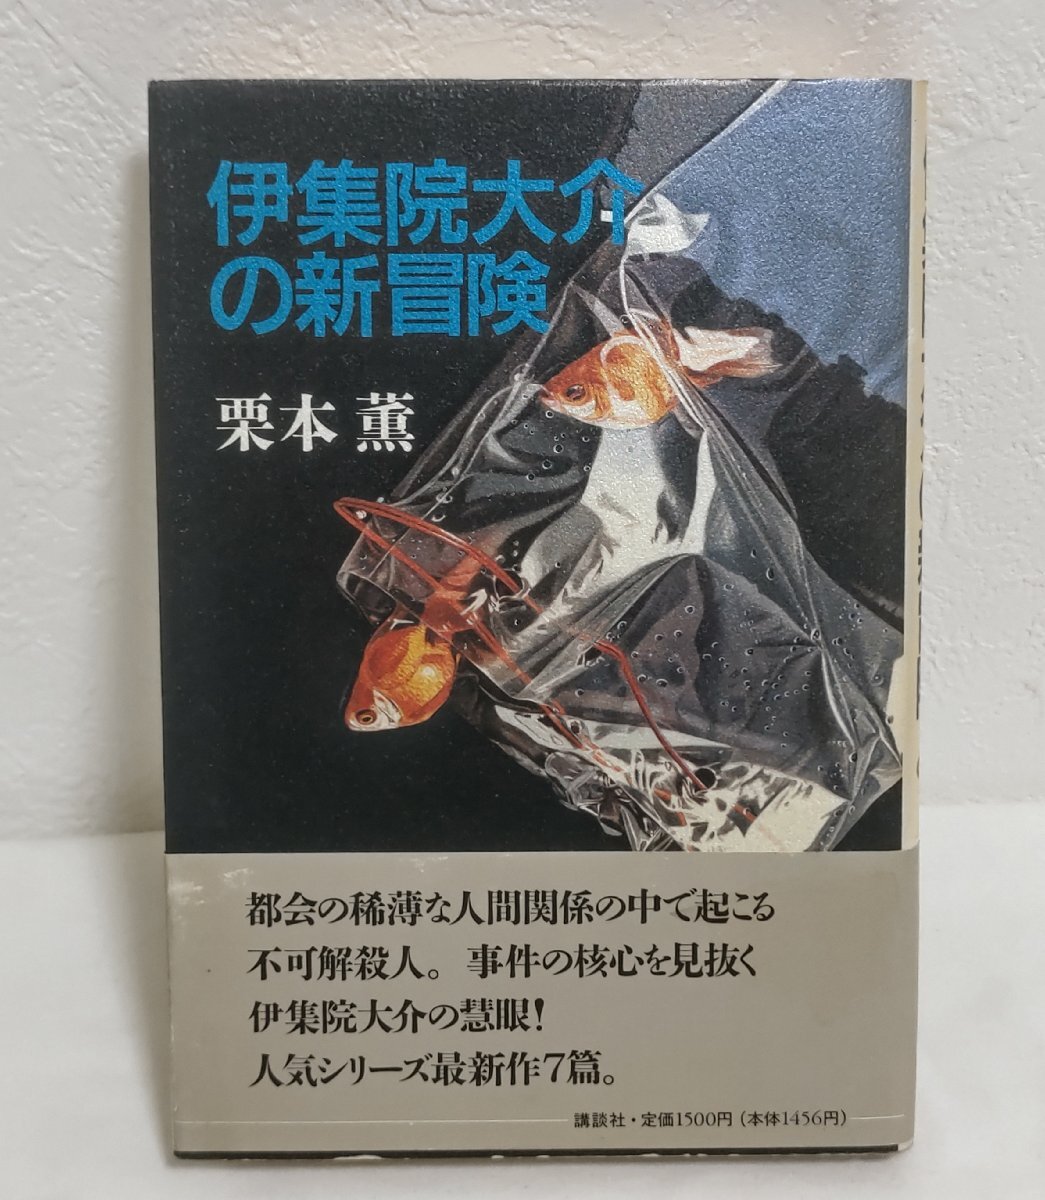 伊集院大介
の新冒険
栗本 薫
都会の稀薄な人間関係の中で起こる
不可解殺人。事件の核心を見抜く
伊集院大介の慧眼!
人気シリーズ最新作7篇。
講談社・定価1500円(本体1456円)